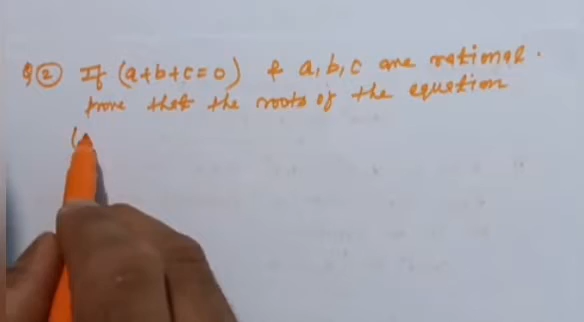 Q② If (a+b+c=0) & a,b,c are rational.
prove that the roots of the equation
(